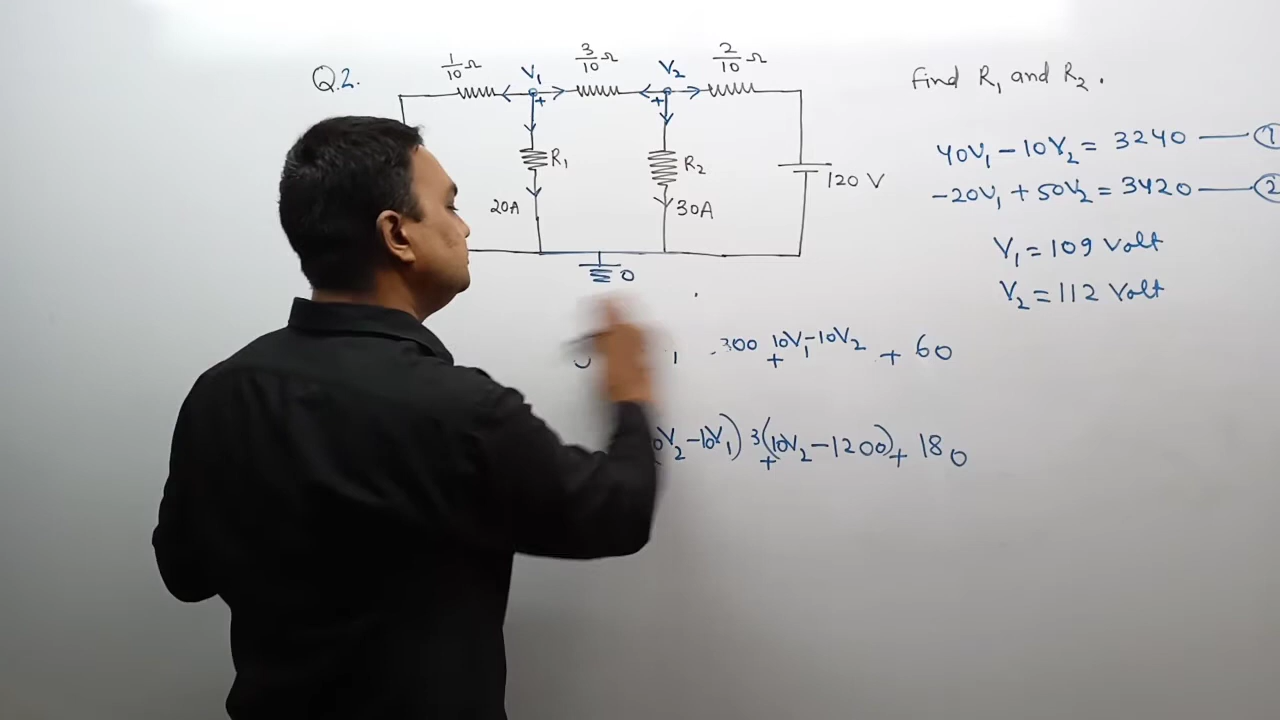 Q.2.
1/10 Ω
V₁
3/10 Ω
V₂
2/10 Ω
+
+
R₁
R₂
20A
30A
120 V
0
Find R₁ and R₂.
40V₁ - 10V₂ = 3240 —— ①
-20V₁ + 50V₂ = 3420 —— ②
V₁ = 109 Volt
V₂ = 112 Volt
300 + 10V₁ - 10V₂ + 60
V₂ - 10V₁) + 3(10V₂ - 1200) + 180